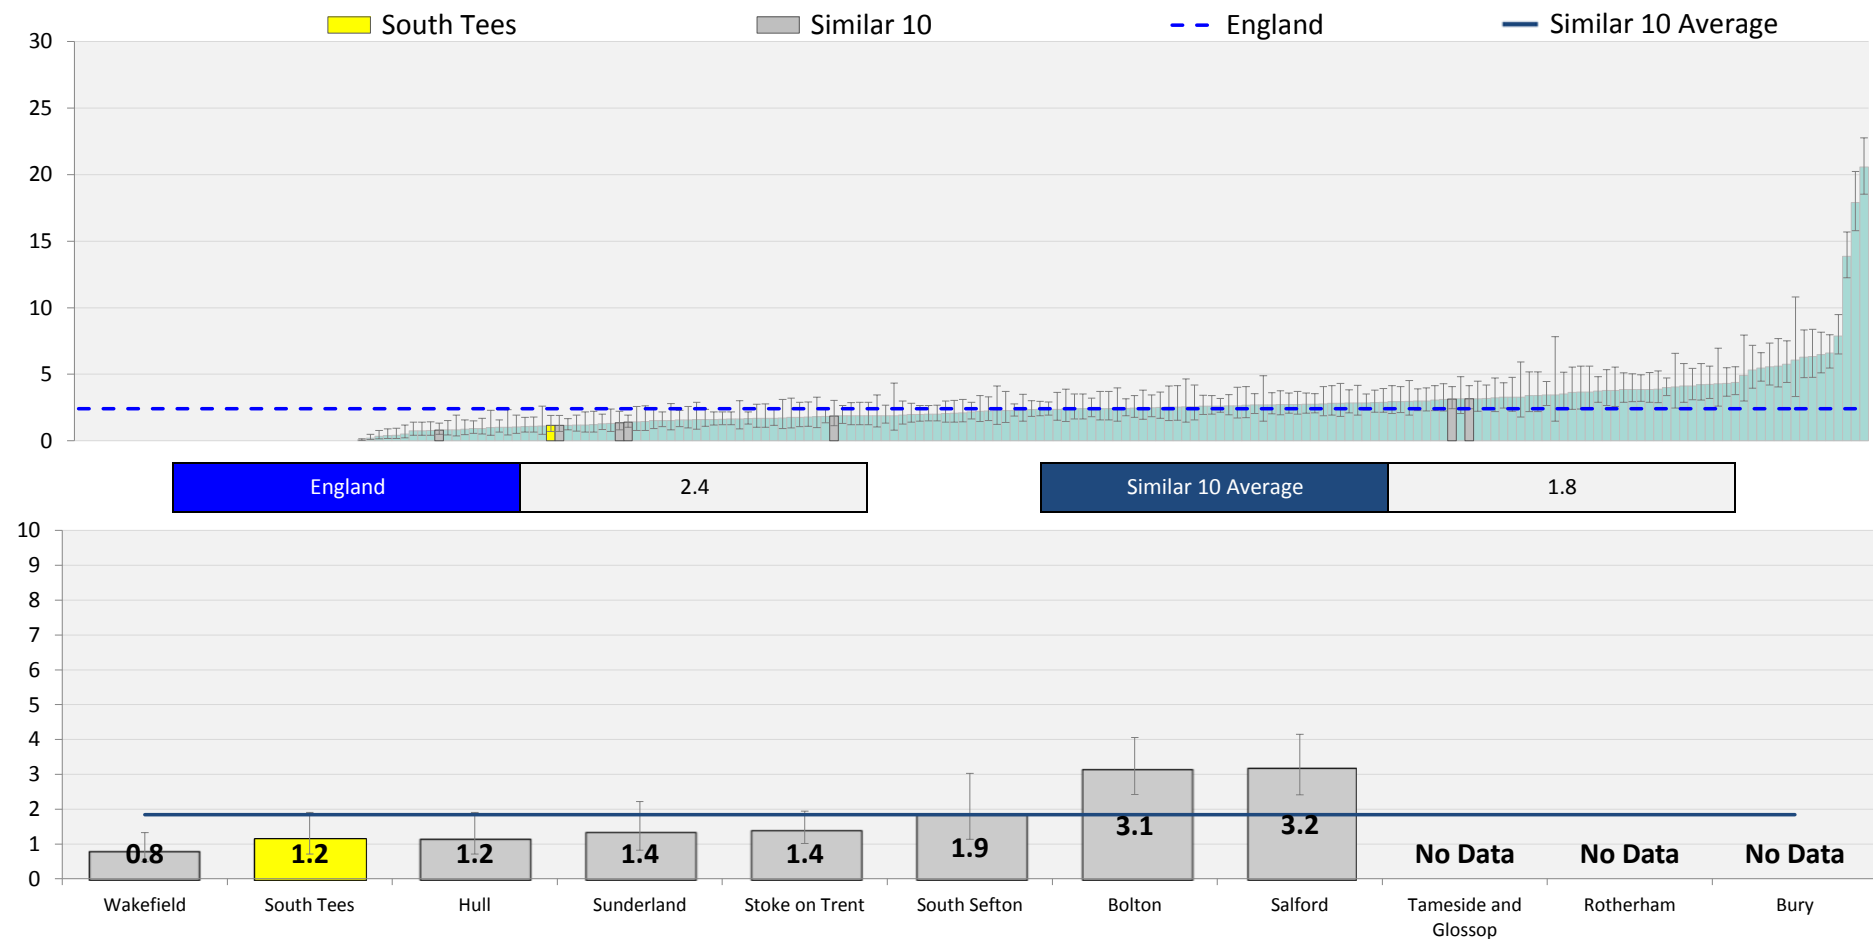 South Tees
Similar 10
England
Similar 10 Average
30
25
20
15
10
5
0
England
2.4
Similar 10 Average
1.8
10
9
8
7
6
5
4
3
2
1
0
0.8
1.2
1.2
1.4
1.4
1.9
3.1
3.2
No Data
No Data
No Data
Wakefield
South Tees
Hull
Sunderland
Stoke on Trent
South Sefton
Bolton
Salford
Tameside and
Glossop
Rotherham
Bury